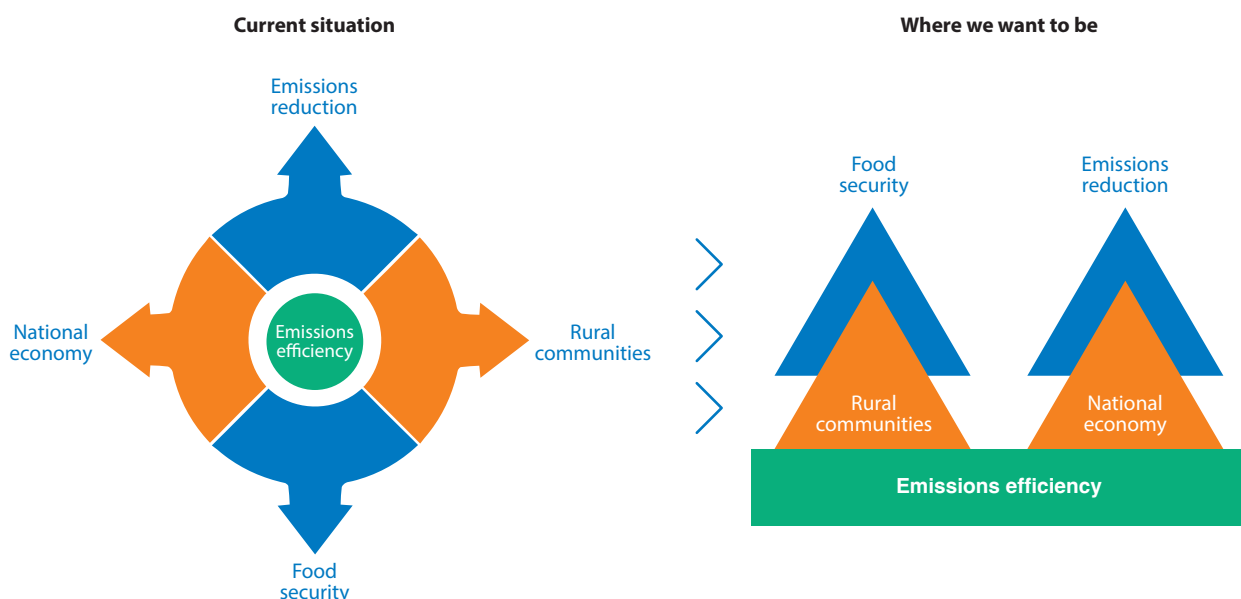 Current situation
Emissions
reduction
National
economy
Emissions
efficiency
Rural
communities
Food
security
Where we want to be
Food
security
Emissions
reduction
Rural
communities
National
economy
Emissions efficiency